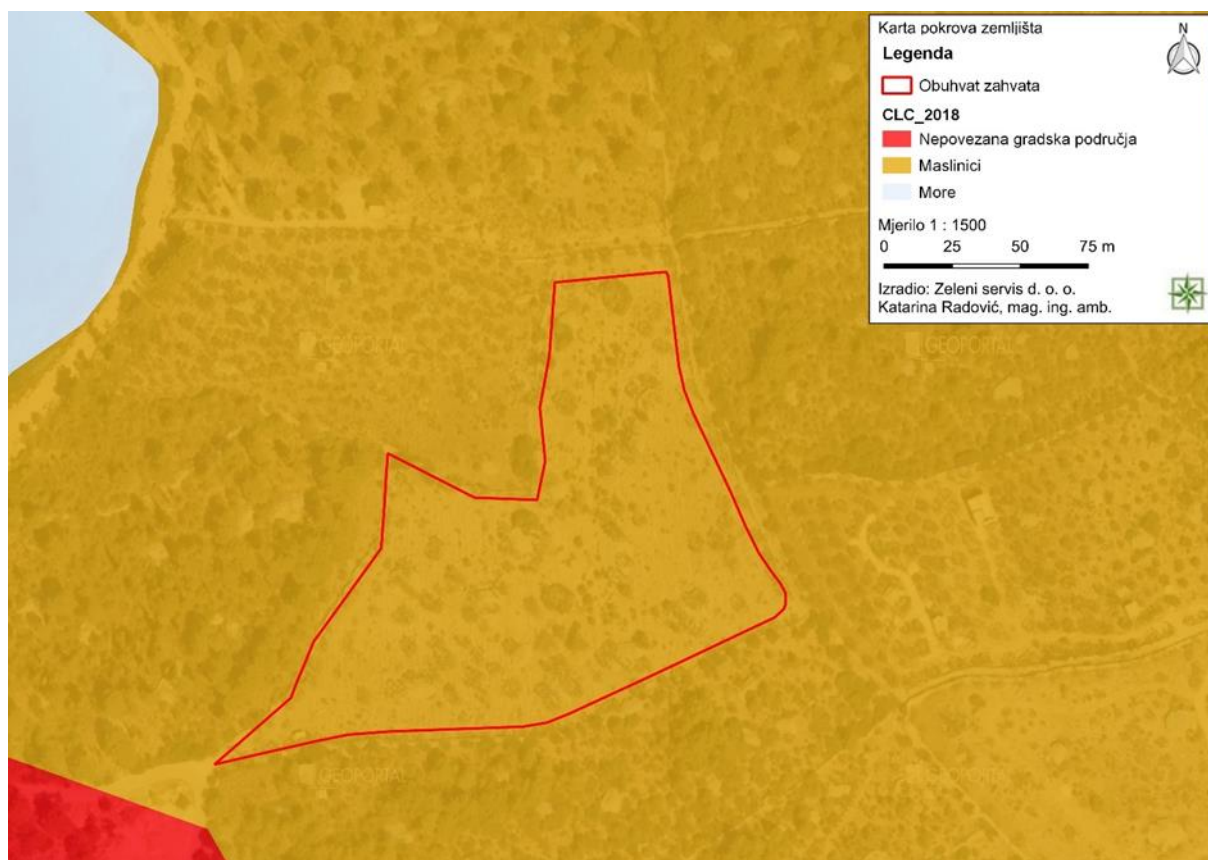 Karta pokrova zemljišta
Legenda
N
Obuhvat zahvata
CLC_2018
Nepovezana gradska područja
Maslinici
More
Mjerilo 1 : 1500
0 25 50 75 m
Izradio: Zeleni servis d. o. o.
Katarina Radović, mag. ing. amb.
GEOPORTAL
GEOPORTAL
GEOPORTAL
GEOPORTAL